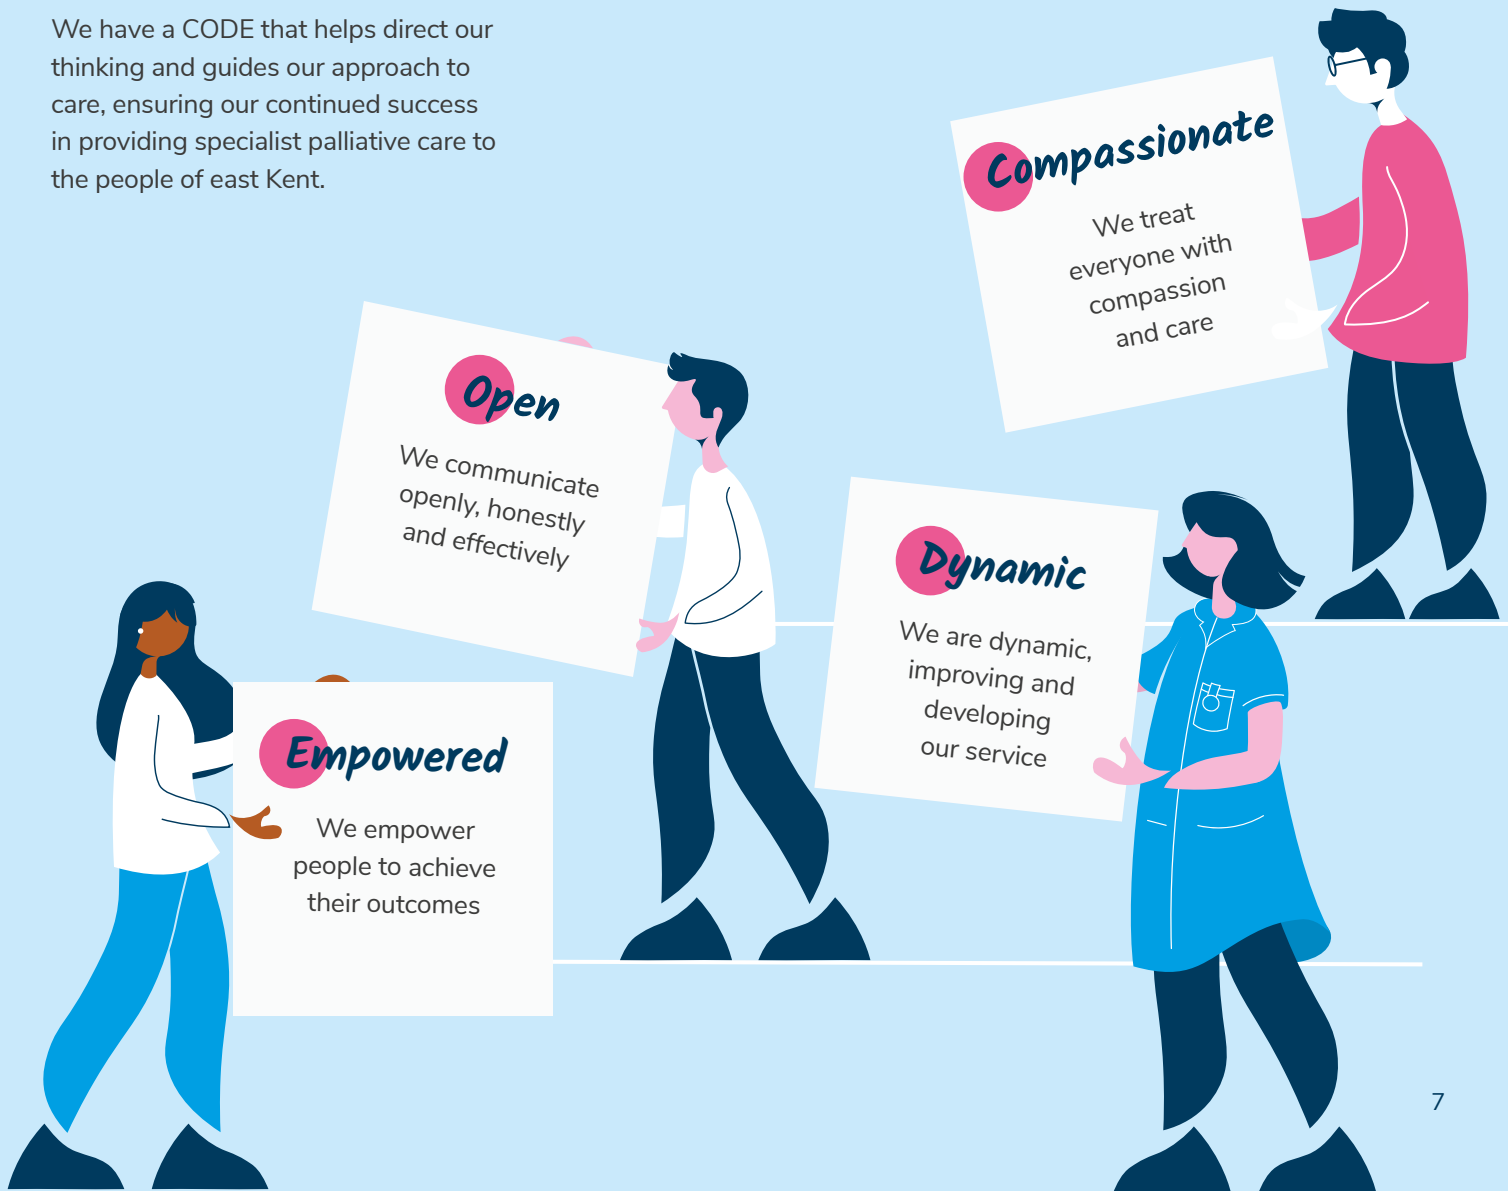 We have a CODE that helps direct our
thinking and guides our approach to
care, ensuring our continued success
in providing specialist palliative care to
the people of east Kent.
Compassionate
We treat
everyone with
compassion
and care
Open
We communicate
openly, honestly
and effectively
Dynamic
We are dynamic,
improving and
developing
our service
Empowered
We empower
people to achieve
their outcomes
7